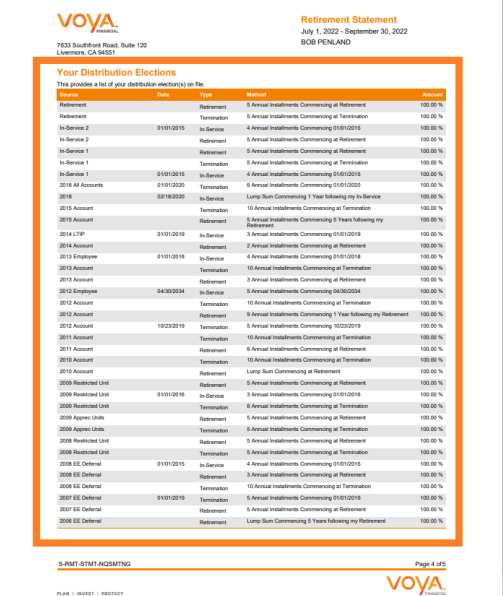 VOYA
FINANCIAL
Retirement Statement
July 1, 2022 - September 30, 2022
BOB PENLAND
7633 Southfront Road, Suite 120
Livermore, CA 94551
Your Distribution Elections
This provides a list of your distribution election(s) on file.
Source Date Type Method Amount
Retirement Retirement 5 Annual Installments Commencing at Retirement 100.00 %
Retirement Termination 5 Annual Installments Commencing at Termination 100.00 %
In-Service 2 01/01/2015 In-Service 4 Annual Installments Commencing 01/01/2015 100.00 %
In-Service 2 Retirement 5 Annual Installments Commencing at Retirement 100.00 %
In-Service 1 Retirement 5 Annual Installments Commencing at Retirement 100.00 %
In-Service 1 Termination 5 Annual Installments Commencing at Termination 100.00 %
In-Service 1 01/01/2015 In-Service 4 Annual Installments Commencing 01/01/2015 100.00 %
2018 All Accounts 01/01/2020 Termination 6 Annual Installments Commencing 01/01/2020 100.00 %
2018 02/18/2020 In-Service Lump Sum Commencing 1 Year following my In-Service 100.00 %
2015 Account Termination 10 Annual Installments Commencing at Termination 100.00 %
2015 Account Retirement 5 Annual Installments Commencing 5 Years following my 100.00 %
Retirement
2014 LTIP 01/01/2019 In-Service 3 Annual Installments Commencing 01/01/2019 100.00 %
2014 Account Retirement 2 Annual Installments Commencing at Retirement 100.00 %
2013 Employee 01/01/2018 In-Service 4 Annual Installments Commencing 01/01/2018 100.00 %
2013 Account Termination 10 Annual Installments Commencing at Termination 100.00 %
2013 Account Retirement 3 Annual Installments Commencing at Retirement 100.00 %
2012 Employee 04/30/2034 In-Service 5 Annual Installments Commencing 04/30/2034 100.00 %
2012 Account Termination 10 Annual Installments Commencing at Termination 100.00 %
2012 Account Retirement 9 Annual Installments Commencing 1 Year following my Retirement 100.00 %
2012 Account 10/23/2019 Termination 5 Annual Installments Commencing 10/23/2019 100.00 %
2011 Account Termination 10 Annual Installments Commencing at Termination 100.00 %
2011 Account Retirement 6 Annual Installments Commencing at Retirement 100.00 %
2010 Account Termination 10 Annual Installments Commencing at Termination 100.00 %
2010 Account Retirement Lump Sum Commencing at Retirement 100.00 %
2009 Restricted Unit Retirement 5 Annual Installments Commencing at Retirement 100.00 %
2009 Restricted Unit 01/01/2016 In-Service 3 Annual Installments Commencing 01/01/2016 100.00 %
2009 Restricted Unit Termination 8 Annual Installments Commencing at Termination 100.00 %
2009 Apprec Units Retirement 5 Annual Installments Commencing at Retirement 100.00 %
2009 Apprec Units Termination 5 Annual Installments Commencing at Termination 100.00 %
2008 Restricted Unit Retirement 5 Annual Installments Commencing at Retirement 100.00 %
2008 Restricted Unit Termination 5 Annual Installments Commencing at Termination 100.00 %
2008 EE Deferral 01/01/2015 In-Service 4 Annual Installments Commencing 01/01/2015 100.00 %
2008 EE Deferral Retirement 3 Annual Installments Commencing at Retirement 100.00 %
2008 EE Deferral Termination 10 Annual Installments Commencing at Termination 100.00 %
2007 EE Deferral 01/01/2019 Termination 5 Annual Installments Commencing 01/01/2019 100.00 %
2007 EE Deferral Retirement 5 Annual Installments Commencing at Retirement 100.00 %
2006 EE Deferral Retirement Lump Sum Commencing 5 Years following my Retirement 100.00 %
S-RMT-STMT-NQSMTNG Page 4 of 5
PLAN | INVEST | PROTECT
VOYA
FINANCIAL